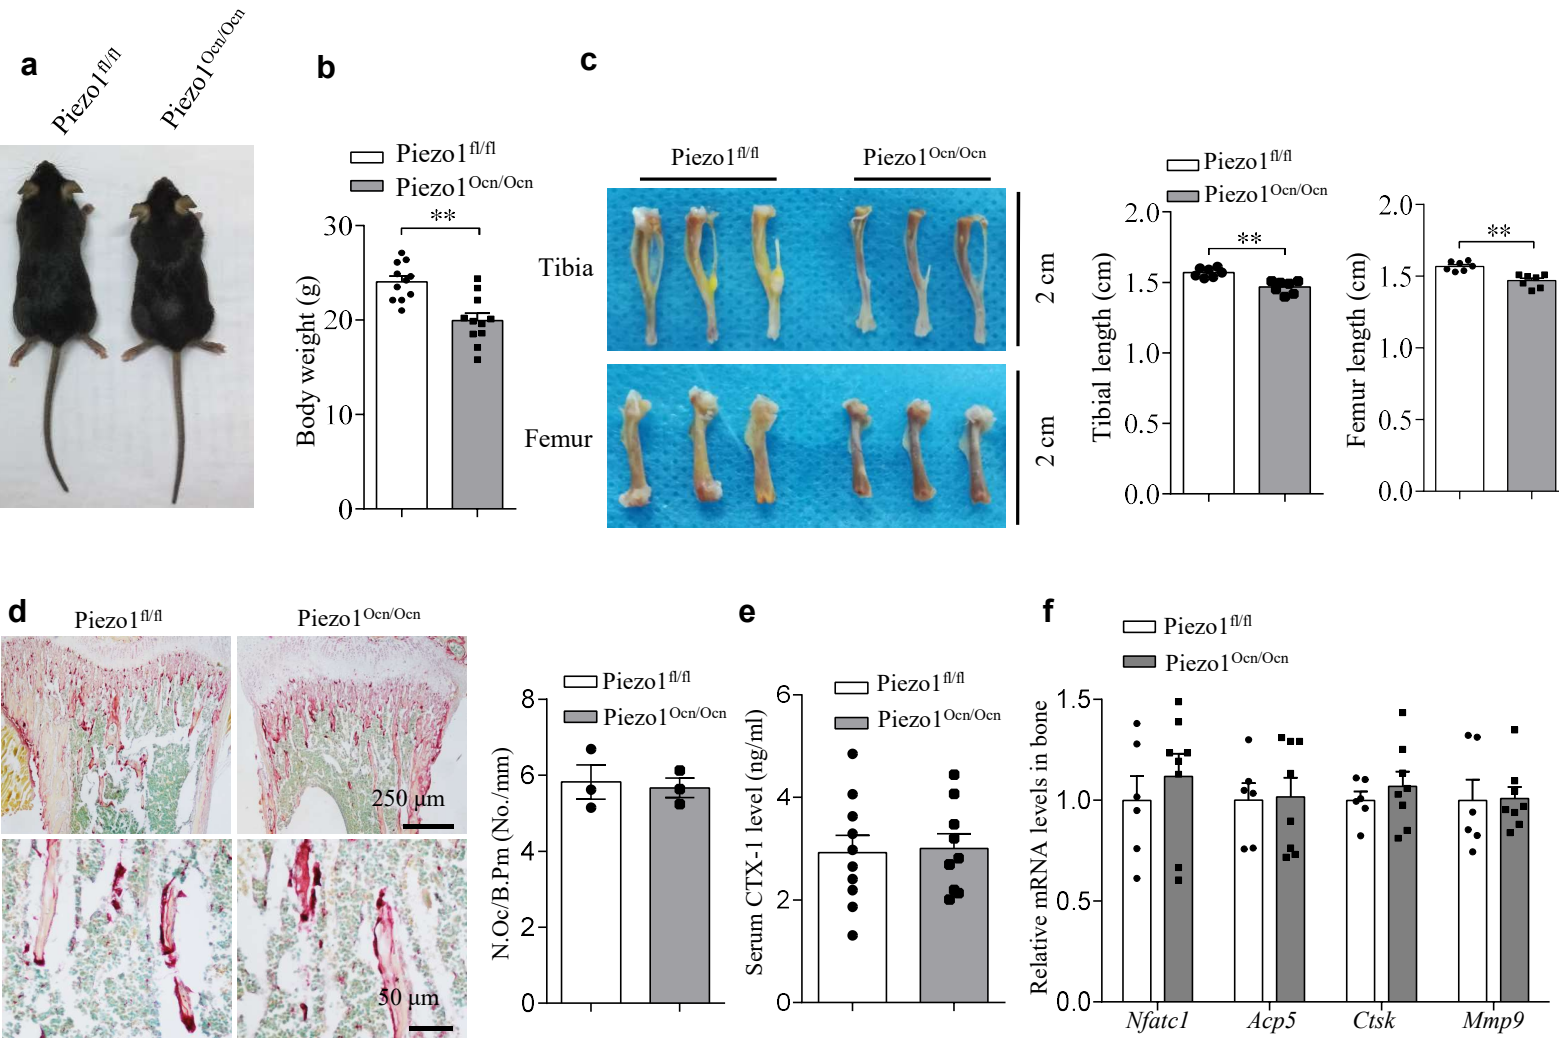 a
Piezo1fl/fl
Piezo1Ocn/Ocn
b
Piezo1fl/fl
Piezo1Ocn/Ocn
**
Body weight (g)
30
20
10
0
c
Piezo1fl/fl
Piezo1Ocn/Ocn
Tibia
2 cm
Femur
2 cm
Piezo1fl/fl
Piezo1Ocn/Ocn
**
Tibial length (cm)
2.0
1.5
1.0
0.5
0.0
**
Femur length (cm)
2.0
1.5
1.0
0.5
0.0
d
Piezo1fl/fl
Piezo1Ocn/Ocn
250 μm
50 μm
Piezo1fl/fl
Piezo1Ocn/Ocn
N.Oc/B.Pm (No./mm)
8
6
4
2
0
e
Piezo1fl/fl
Piezo1Ocn/Ocn
Serum CTX-1 level (ng/ml)
6
4
2
0
f
Piezo1fl/fl
Piezo1Ocn/Ocn
Relative mRNA levels in bone
1.5
1.0
0.5
0.0
Nfatc1 Acp5 Ctsk Mmp9